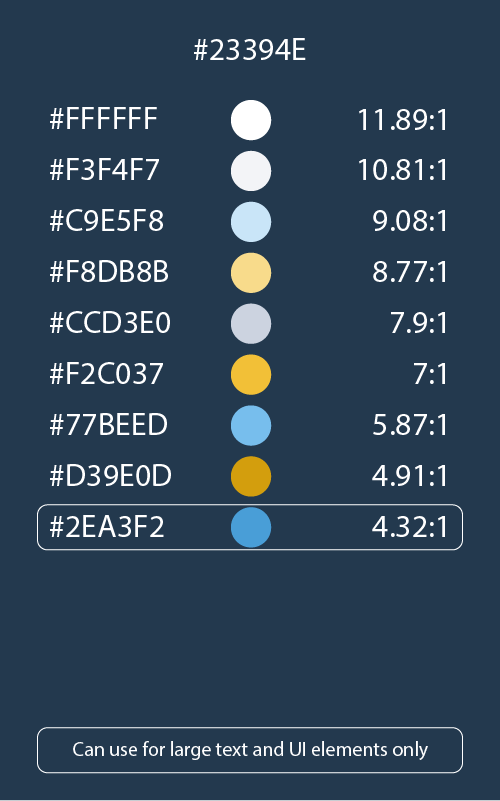 #23394E
#FFFFFF 11.89:1
#F3F4F7 10.81:1
#C9E5F8 9.08:1
#F8DB8B 8.77:1
#CCD3E0 7.9:1
#F2C037 7:1
#77BEED 5.87:1
#D39E0D 4.91:1
#2EA3F2 4.32:1
Can use for large text and UI elements only